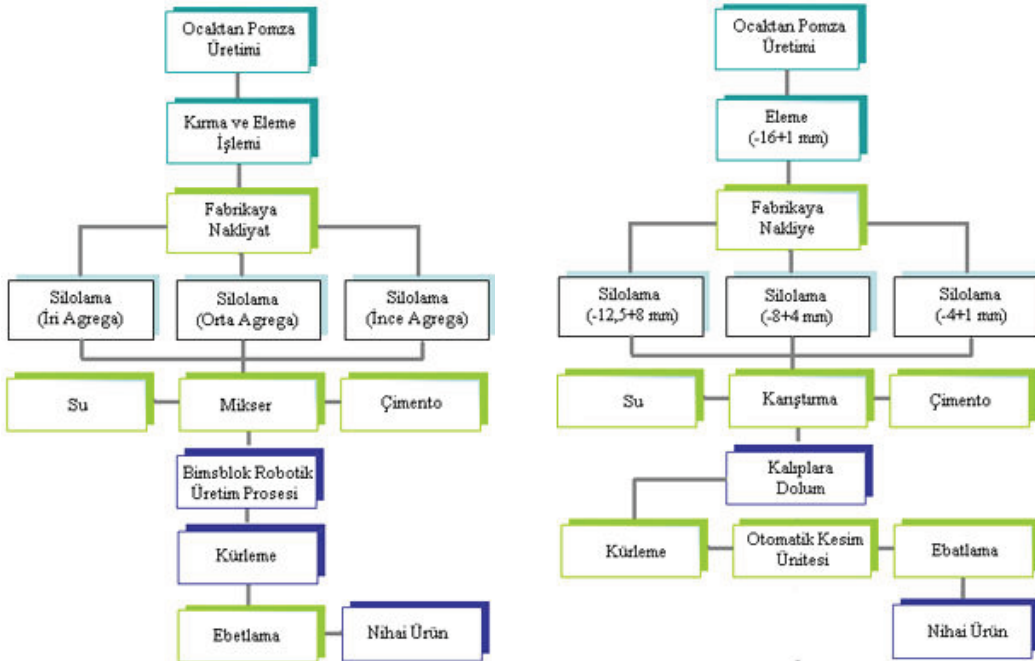 Ocaktan Pomza
Üretimi
Kırma ve Eleme
İşlemi
Fabrikaya
Nakliyat
Silolama
(İri Agrega)
Silolama
(Orta Agrega)
Silolama
(İnce Agrega)
Su
Mikser
Çimento
Bimsblok Robotik
Üretim Prosesi
Kürleme
Ebetlama
Nihai Ürün
Ocaktan Pomza
Üretimi
Eleme
(-16+1 mm)
Fabrikaya
Nakliye
Silolama
(-12,5+8 mm)
Silolama
(-8+4 mm)
Silolama
(-4+1 mm)
Su
Karıştırma
Çimento
Kalıplara
Dolum
Kürleme
Otomatik Kesim
Ünitesi
Ebatlama
Nihai Ürün